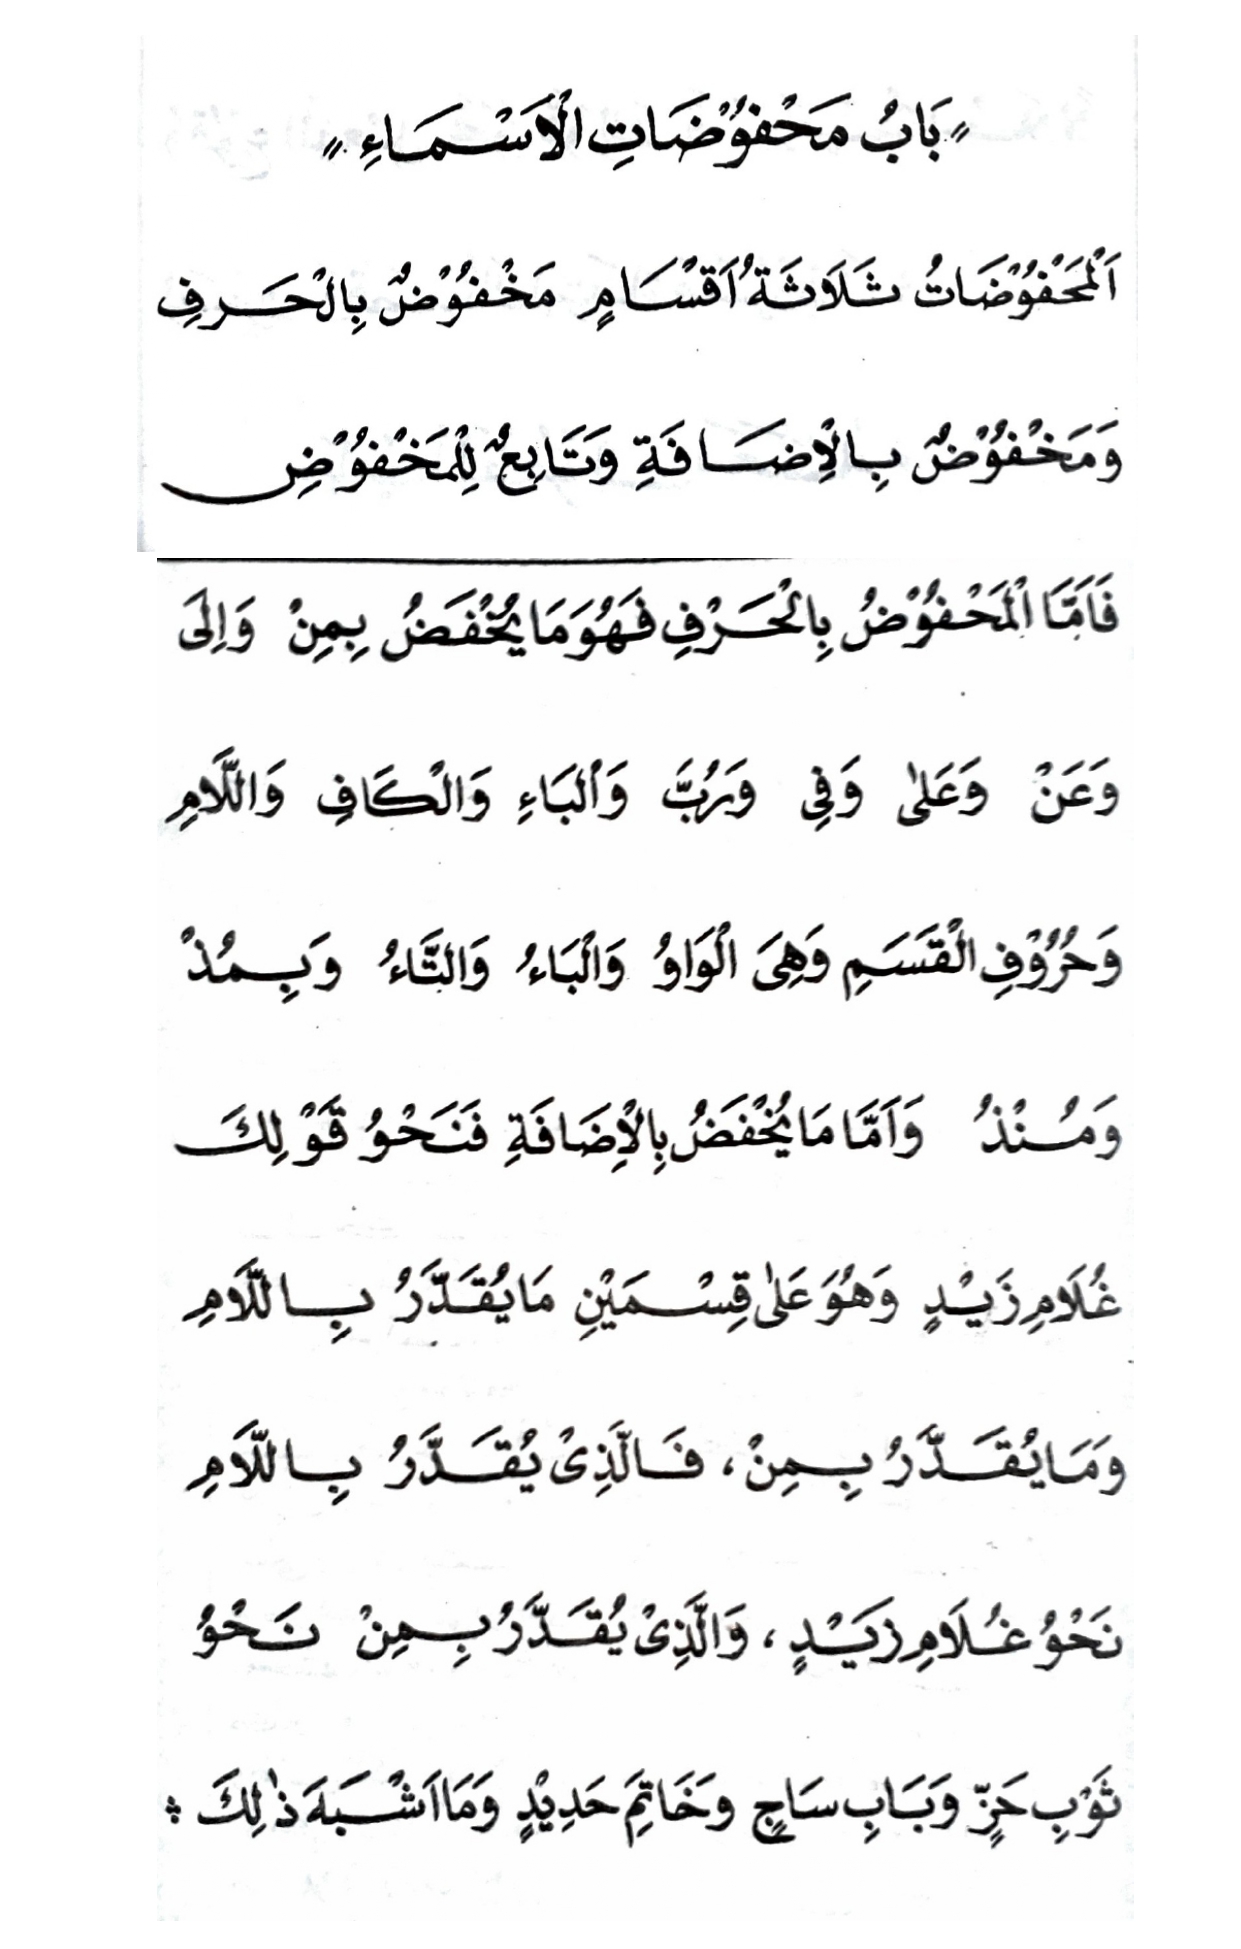 〃بَابُ مَحْفُوْضَاتِ الْاَسْمَاءِ〃
اَلْمَحْفُوْضَاتُ ثَلَاثَةُ اَقْسَامٍ مَخْفُوْضٌ بِالْحَرفِ
وَمَخْفُوْضٌ بِالْاِضَافَةِ وَتَابِعٌ لِلْمَخْفُوْضِ
فَاَمَّا الْمَحْفُوْضُ بِالْحَرْفِ فَهُوَ مَا يُخْفَضُ بِمِنْ وَاِلَى
وَعَنْ وَعَلٰى وَفِى وَرُبَّ وَالْبَاءِ وَالْكَافِ وَاللَّامِ
وَحُرُوْفِ الْقَسَمِ وَهِىَ الْوَاوُ وَالْبَاءُ وَالتَّاءُ وَبِمُذْ
وَمُنْذُ وَاَمَّا مَا يُخْفَضُ بِالْاِضَافَةِ فَنَحْوُ قَوْلِكَ
غُلَامِ زَيْدٍ وَهُوَ عَلٰى قِسْمَيْنِ مَا يُقَدَّرُ بِاللَّامِ
وَمَا يُقَدَّرُ بِمِنْ، فَالَّذِىْ يُقَدَّرُ بِاللَّامِ
نَحْوُ غُلَامِ زَيْدٍ، وَالَّذِىْ يُقَدَّرُ بِمِنْ نَحْوُ
ثَوْبِ حَزٍّ وَبَابِ سَاجٍ وَخَاتِمَ حَدِيْدٍ وَمَا اَشْبَهَ ذٰلِكَ